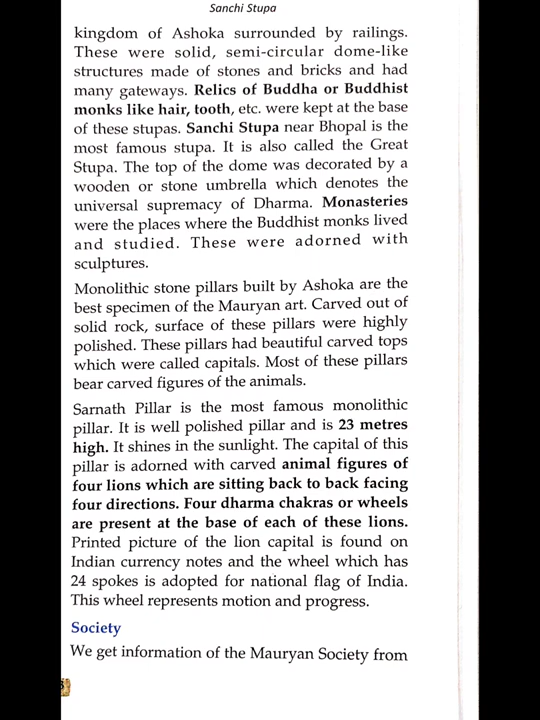 Sanchi Stupa
kingdom of Ashoka surrounded by railings.
These were solid, semi-circular dome-like
structures made of stones and bricks and had
many gateways. Relics of Buddha or Buddhist
monks like hair, tooth, etc. were kept at the base
of these stupas. Sanchi Stupa near Bhopal is the
most famous stupa. It is also called the Great
Stupa. The top of the dome was decorated by a
wooden or stone umbrella which denotes the
universal supremacy of Dharma. Monasteries
were the places where the Buddhist monks lived
and studied. These were adorned with
sculptures.
Monolithic stone pillars built by Ashoka are the
best specimen of the Mauryan art. Carved out of
solid rock, surface of these pillars were highly
polished. These pillars had beautiful carved tops
which were called capitals. Most of these pillars
bear carved figures of the animals.
Sarnath Pillar is the most famous monolithic
pillar. It is well polished pillar and is 23 metres
high. It shines in the sunlight. The capital of this
pillar is adorned with carved animal figures of
four lions which are sitting back to back facing
four directions. Four dharma chakras or wheels
are present at the base of each of these lions.
Printed picture of the lion capital is found on
Indian currency notes and the wheel which has
24 spokes is adopted for national flag of India.
This wheel represents motion and progress.
Society
We get information of the Mauryan Society from